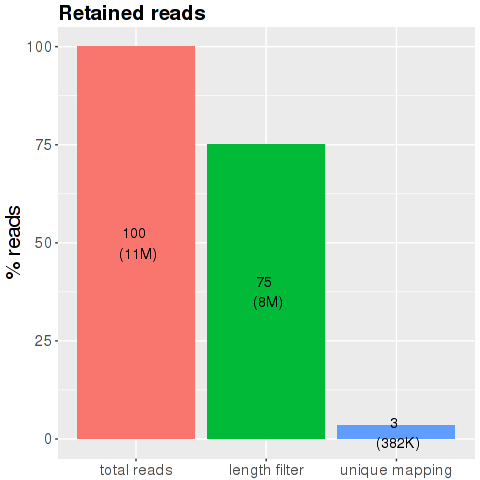 Retained reads
% reads
100
75
50
25
0
100
(11M)
75
(8M)
3
(382K)
total reads
length filter
unique mapping